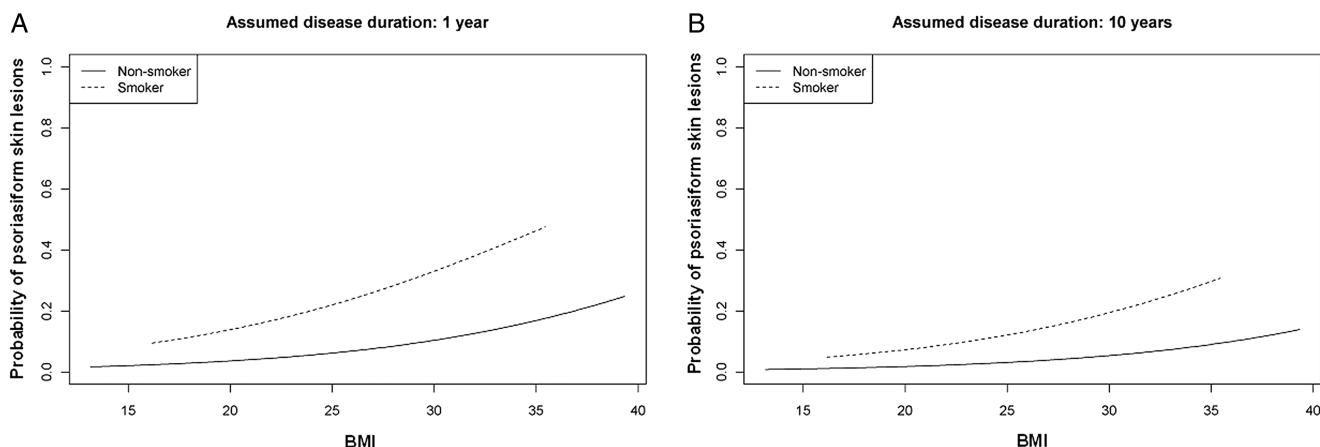 A
Assumed disease duration: 1 year
Probability of psoriasiform skin lesions
1.0
0.8
0.6
0.4
0.2
0.0
Non-smoker
Smoker
15 20 25 30 35 40
BMI
B
Assumed disease duration: 10 years
Probability of psoriasiform skin lesions
1.0
0.8
0.6
0.4
0.2
0.0
Non-smoker
Smoker
15 20 25 30 35 40
BMI